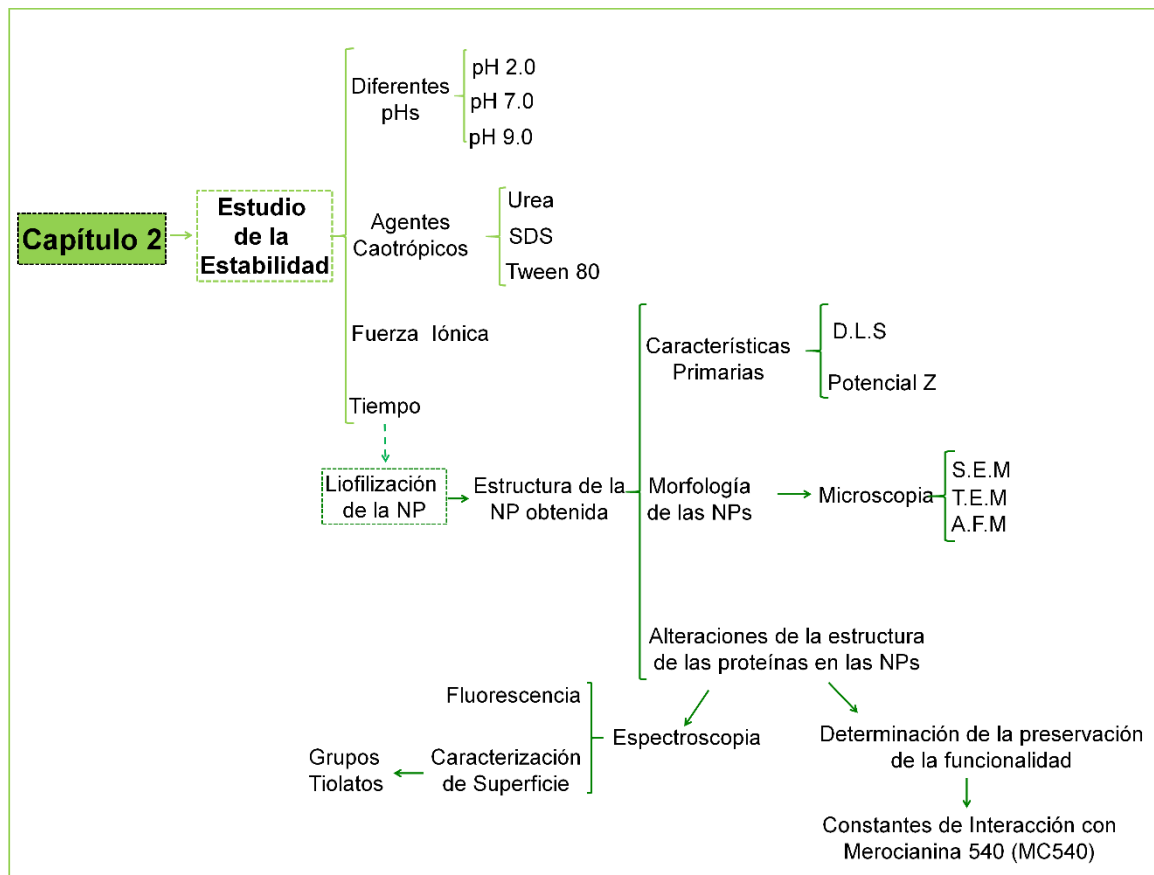 Capítulo 2
Estudio
de la
Estabilidad
Diferentes
pHs
pH 2.0
pH 7.0
pH 9.0
Agentes
Caotrópicos
Urea
SDS
Tween 80
Fuerza Iónica
Tiempo
Liofilización
de la NP
Estructura de la
NP obtenida
Características
Primarias
D.L.S
Potencial Z
Morfología
de las NPs
Microscopia
S.E.M
T.E.M
A.F.M
Alteraciones de la estructura
de las proteínas en las NPs
Espectroscopia
Fluorescencia
Caracterización
de Superficie
Grupos
Tiolatos
Determinación de la preservación
de la funcionalidad
Constantes de Interacción con
Merocianina 540 (MC540)